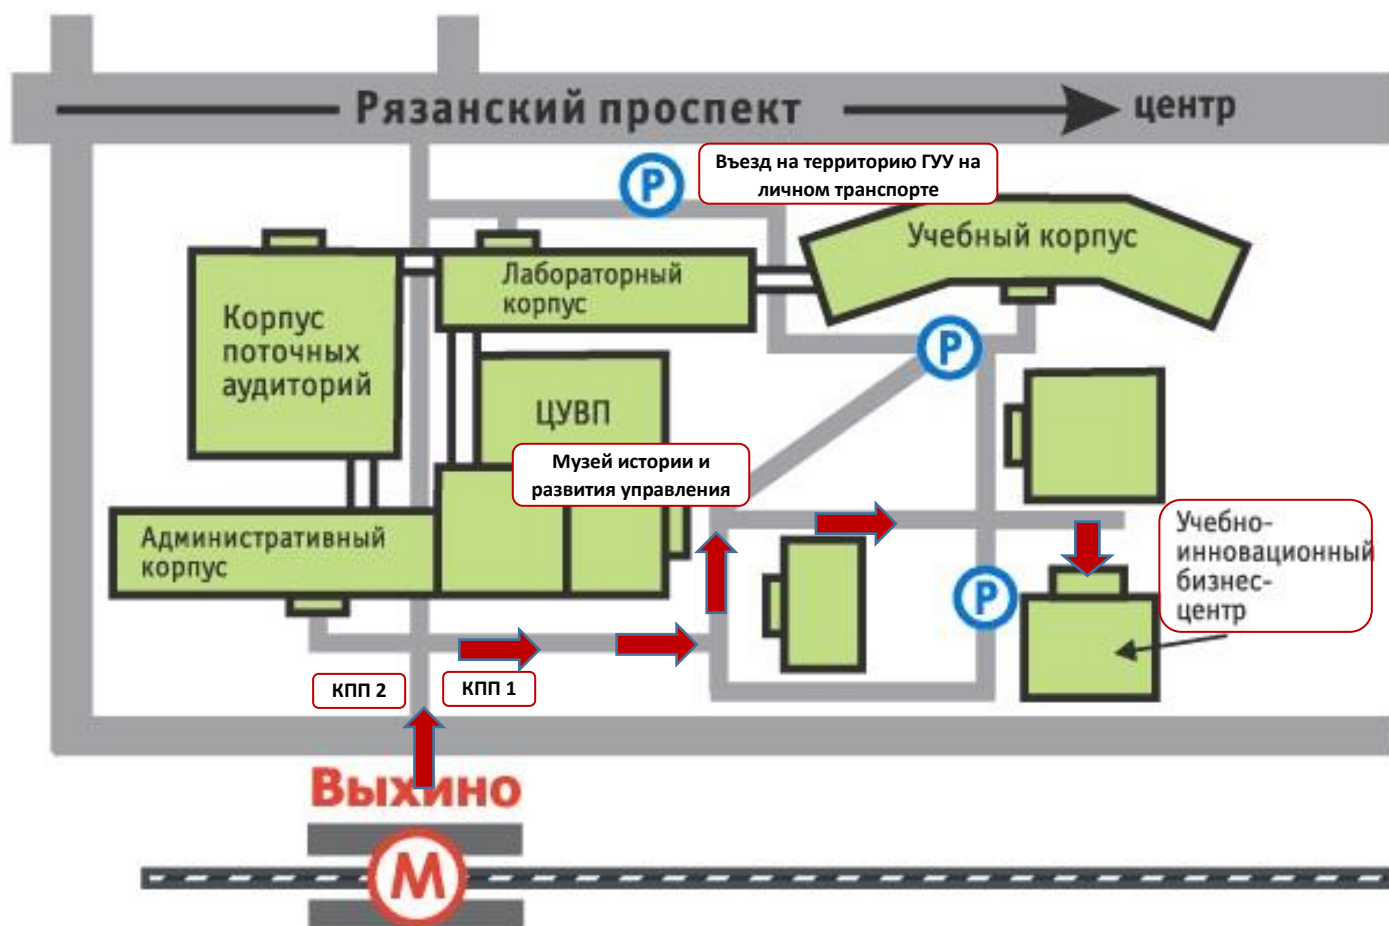 Рязанский проспект
центр
Р
Въезд на территорию ГУУ на
личном транспорте
Учебный корпус
Лабораторный
корпус
Корпус
поточных
аудиторий
Р
ЦУВП
Музей истории и
развития управления
Административный
корпус
Учебно-
инновационный
бизнес-
центр
Р
КПП 2
КПП 1
Выхино
М